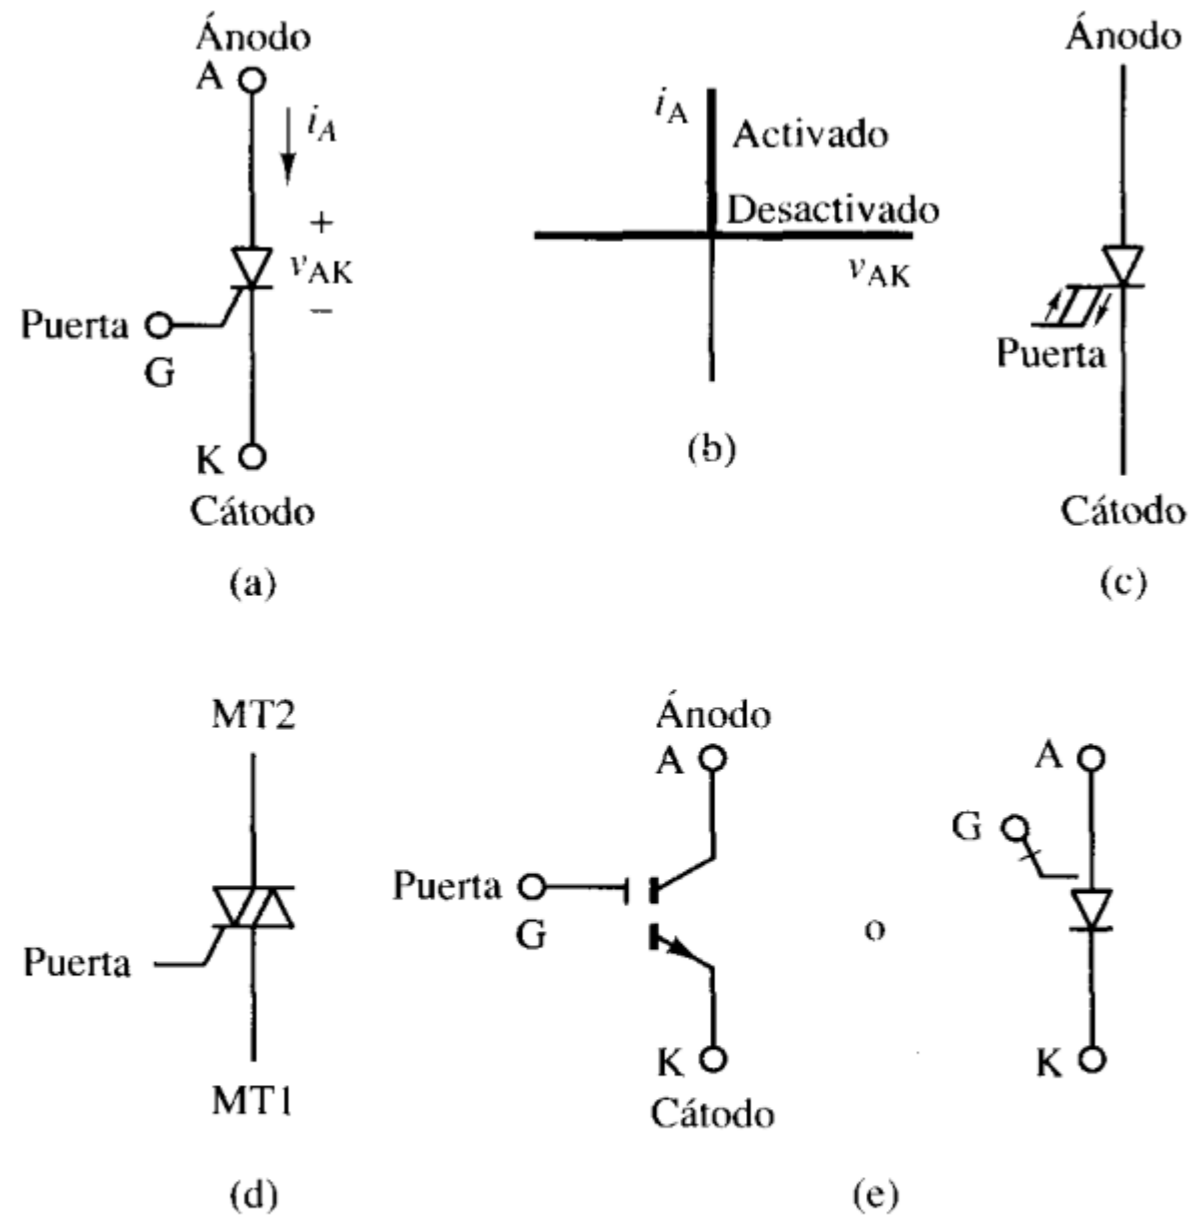 Ánodo
A
i_A
+
v_AK
−
Puerta
G
K
Cátodo
(a)
i_A
Activado
Desactivado
v_AK
(b)
Ánodo
Puerta
Cátodo
(c)
MT2
Puerta
MT1
(d)
Ánodo
A
Puerta
G
K
Cátodo
o
A
G
K
(e)